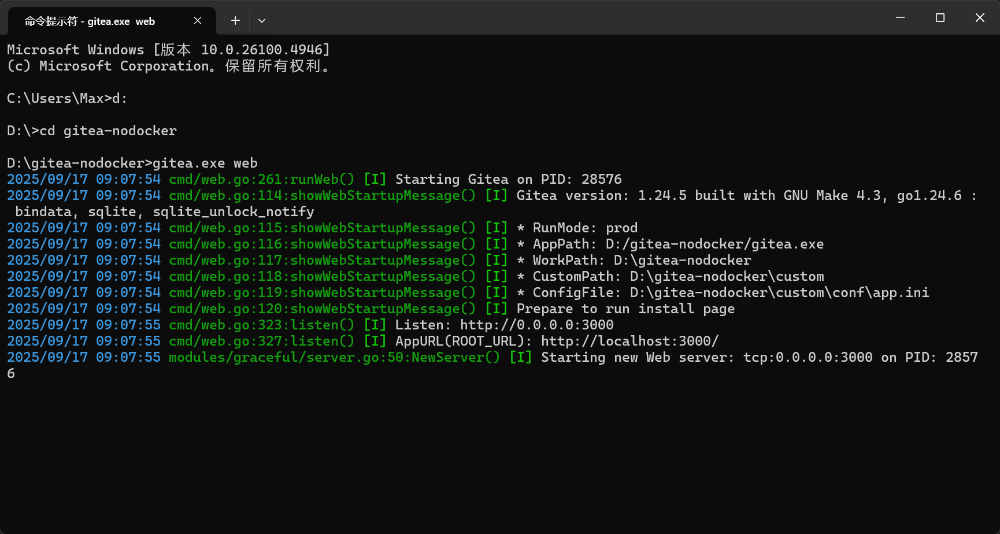 命令提示符 - gitea.exe  web
Microsoft Windows [版本 10.0.26100.4946]
(c) Microsoft Corporation。保留所有权利。
C:\Users\Max>d:
D:\>cd gitea-nodocker
D:\gitea-nodocker>gitea.exe web
2025/09/17 09:07:54 cmd/web.go:261:runWeb() [I] Starting Gitea on PID: 28576
2025/09/17 09:07:54 cmd/web.go:114:showWebStartupMessage() [I] Gitea version: 1.24.5 built with GNU Make 4.3, go1.24.6 :
 bindata, sqlite, sqlite_unlock_notify
2025/09/17 09:07:54 cmd/web.go:115:showWebStartupMessage() [I] * RunMode: prod
2025/09/17 09:07:54 cmd/web.go:116:showWebStartupMessage() [I] * AppPath: D:/gitea-nodocker/gitea.exe
2025/09/17 09:07:54 cmd/web.go:117:showWebStartupMessage() [I] * WorkPath: D:\gitea-nodocker
2025/09/17 09:07:54 cmd/web.go:118:showWebStartupMessage() [I] * CustomPath: D:\gitea-nodocker\custom
2025/09/17 09:07:54 cmd/web.go:119:showWebStartupMessage() [I] * ConfigFile: D:\gitea-nodocker\custom\conf\app.ini
2025/09/17 09:07:54 cmd/web.go:120:showWebStartupMessage() [I] Prepare to run install page
2025/09/17 09:07:55 cmd/web.go:323:listen() [I] Listen: http://0.0.0.0:3000
2025/09/17 09:07:55 cmd/web.go:327:listen() [I] AppURL(ROOT_URL): http://localhost:3000/
2025/09/17 09:07:55 modules/graceful/server.go:50:NewServer() [I] Starting new Web server: tcp:0.0.0.0:3000 on PID: 2857
6